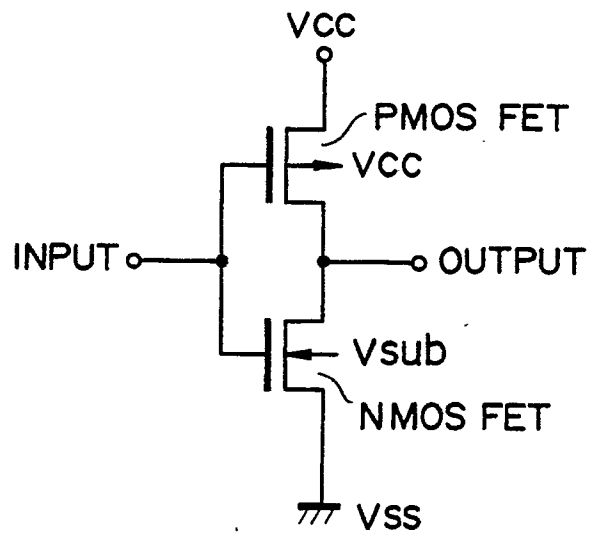 VCC
PMOS FET
VCC
INPUT
OUTPUT
Vsub
NMOS FET
VSS